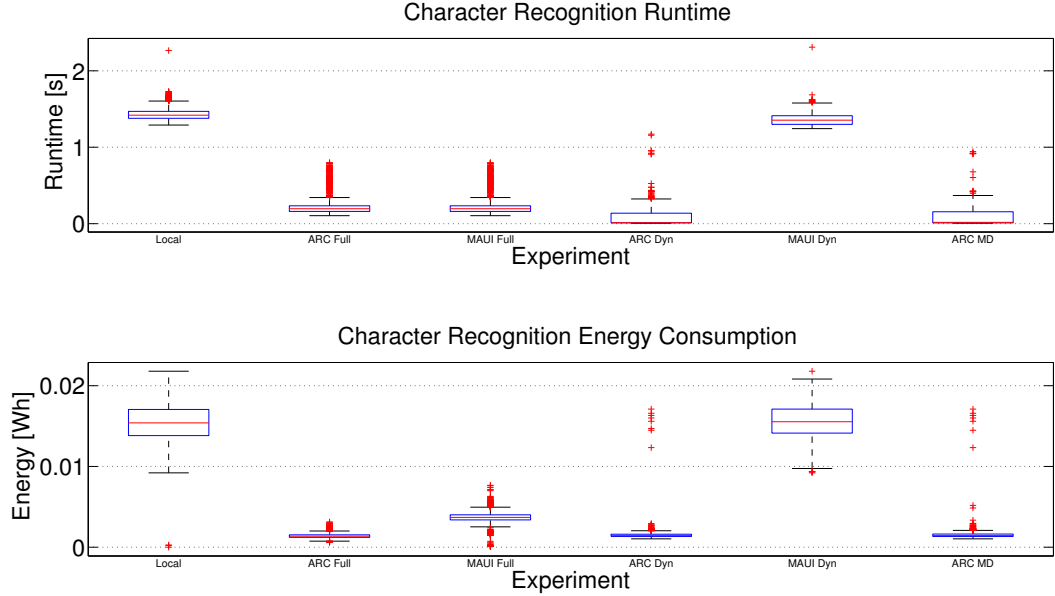 Character Recognition Runtime
Runtime [s]
2
1
0
Local ARC Full MAUI Full ARC Dyn MAUI Dyn ARC MD
Experiment
Character Recognition Energy Consumption
Energy [Wh]
0.02
0.01
0
Local ARC Full MAUI Full ARC Dyn MAUI Dyn ARC MD
Experiment